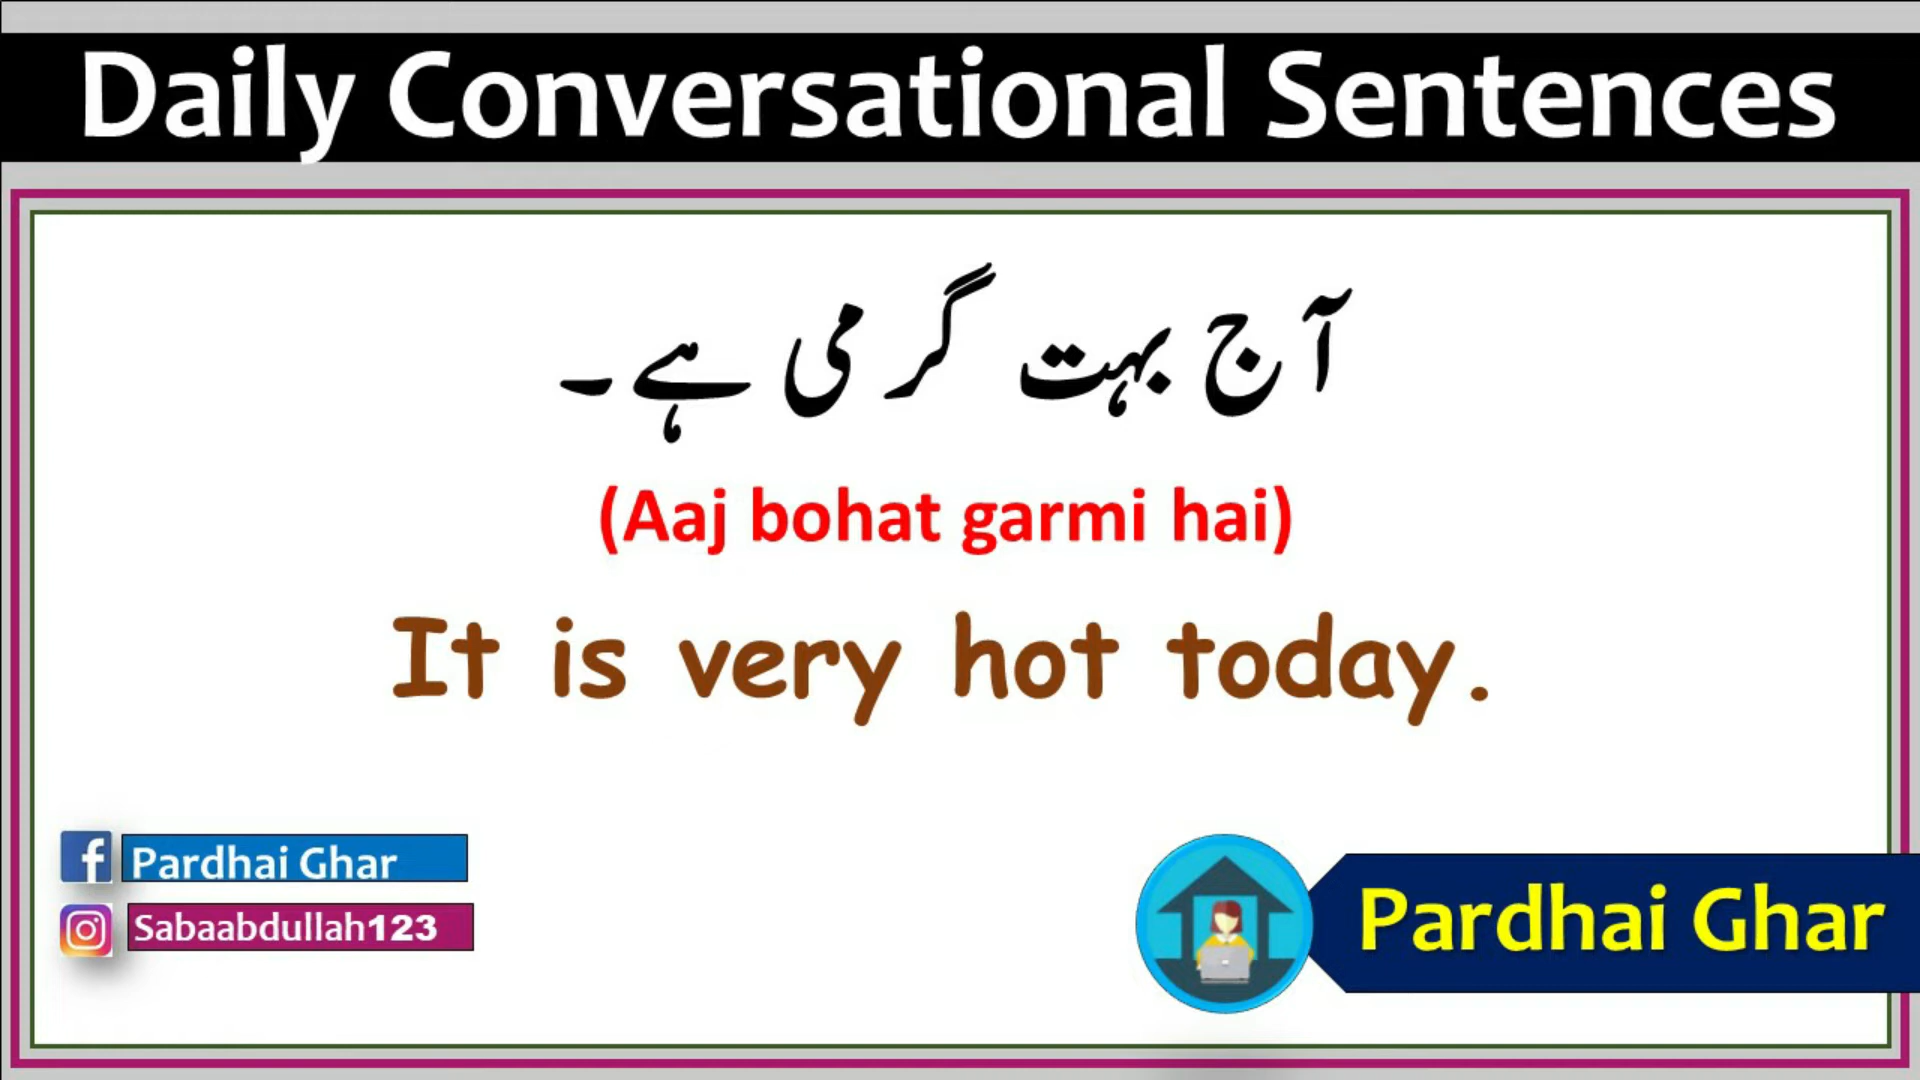 Daily Conversational Sentences
آج بہت گرمی ہے۔
(Aaj bohat garmi hai)
It is very hot today.
Pardhai Ghar
Sabaabdullah123
Pardhai Ghar